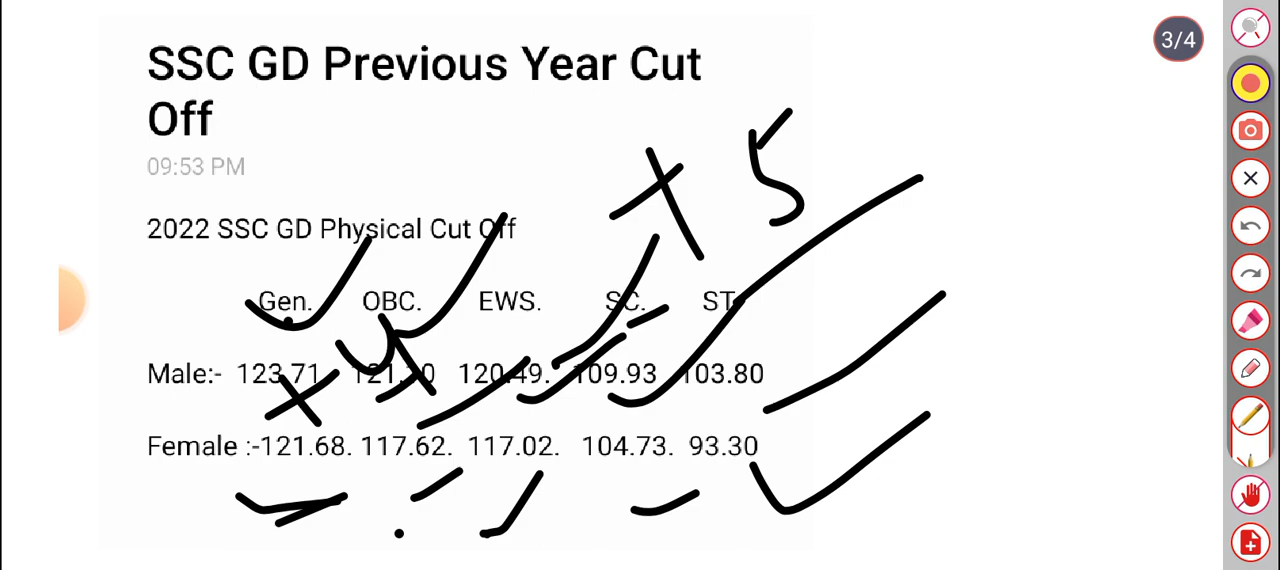 SSC GD Previous Year Cut
Off
09:53 PM
2022 SSC GD Physical Cut Off
Gen. OBC. EWS. SC. ST
Male:- 123.71 120.49. 109.93 103.80
Female :-121.68. 117.62. 117.02. 104.73. 93.30
+ 5
3/4